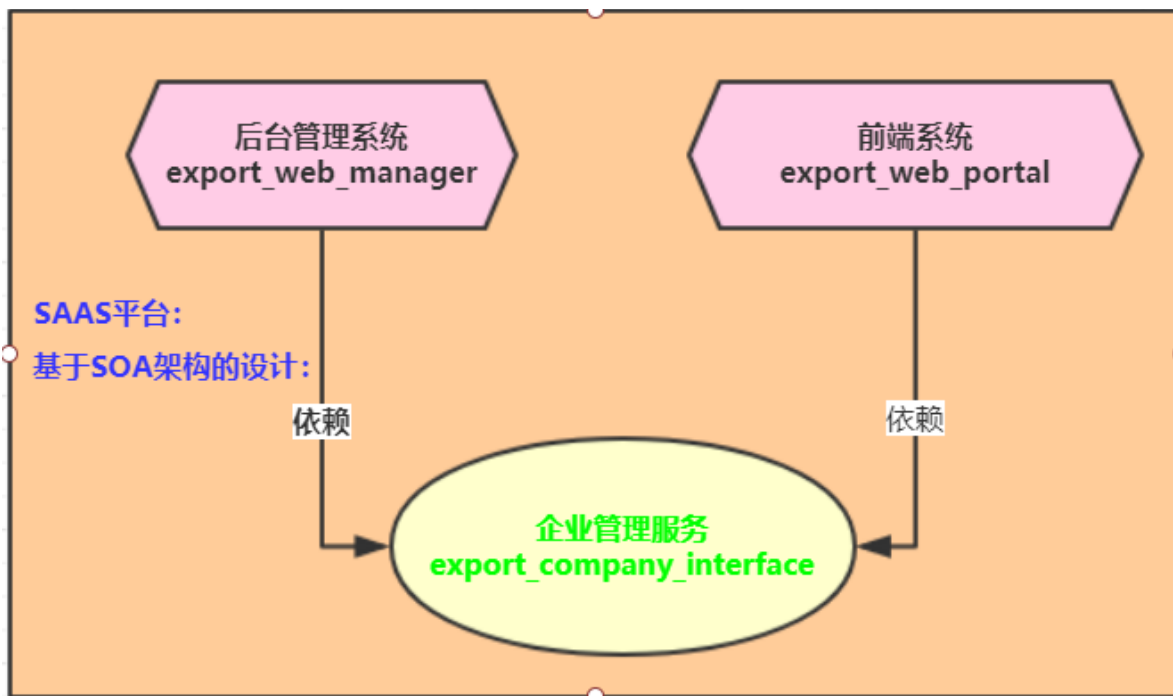 后台管理系统
export_web_manager
前端系统
export_web_portal
SAAS平台:
基于SOA架构的设计:
依赖
依赖
企业管理服务
export_company_interface